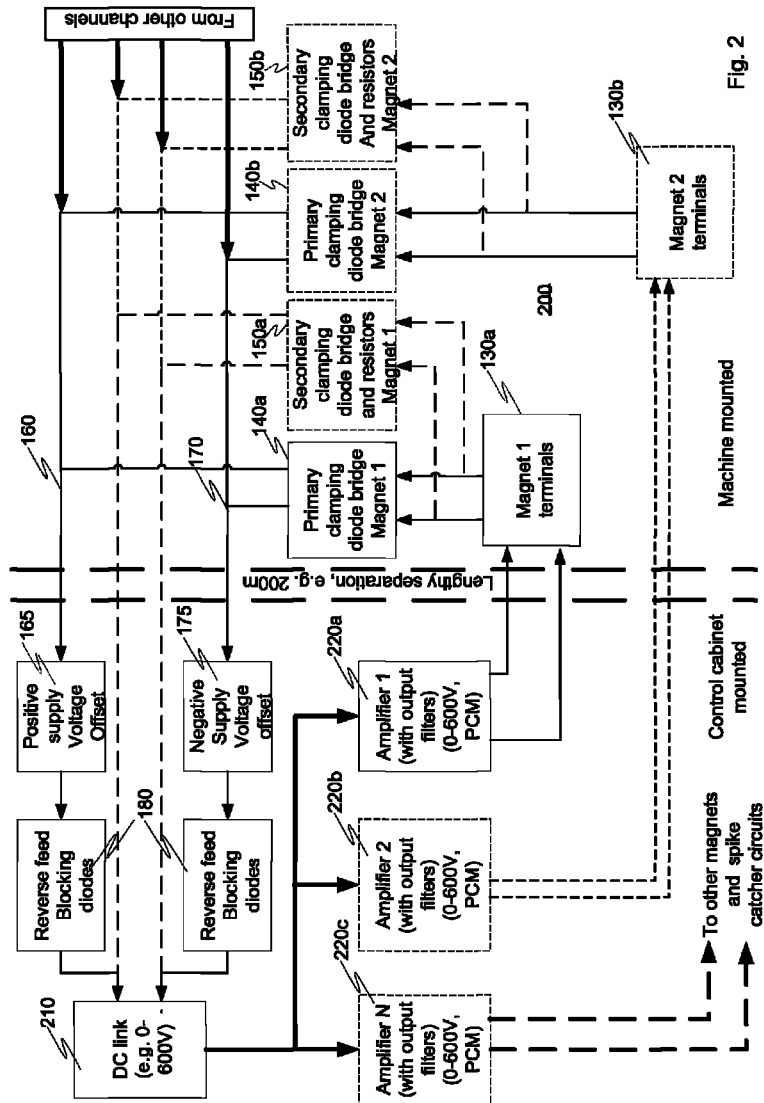 210
DC link
(e.g. 0-
600V)
Reverse feed
Blocking
diodes
180
Reverse feed
Blocking
diodes
165
Positive
supply
Voltage
Offset
175
Negative
Supply
Voltage
offset
220c
Amplifier N
(with output
filters)
(0-600V,
PCM)
220b
Amplifier 2
(with output
filters)
(0-600V,
PCM)
220a
Amplifier 1
(with output
filters)
(0-600V,
PCM)
To other magnets
and spike
catcher circuits
Control cabinet
mounted
Lengthy separation, e.g. 200m
Machine mounted
160
170
140a
Primary
clamping
diode bridge
Magnet 1
150a
Secondary
clamping
diode bridge
and resistors
Magnet 1
140b
Primary
clamping
diode bridge
Magnet 2
150b
Secondary
clamping
diode bridge
And resistors
Magnet 2
From other channels
130a
Magnet 1
terminals
200
130b
Magnet 2
terminals
Fig. 2